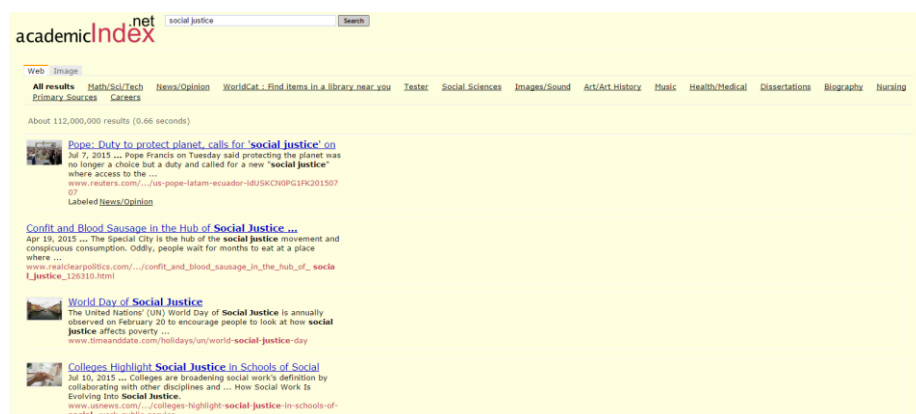 academicIndex.net
social justice
Search
Web Image
All results Math/Sci/Tech News/Opinion WorldCat : Find items in a library near you Tester Social Sciences Images/Sound Art/Art History Music Health/Medical Dissertations Biography Nursing
Primary Sources Careers
About 112,000,000 results (0.66 seconds)
Pope: Duty to protect planet, calls for 'social justice' on
Jul 7, 2015 ... Pope Francis on Tuesday said protecting the planet was
no longer a choice but a duty and called for a new "social justice"
where access to the ...
www.reuters.com/.../us-pope-latam-ecuador-idUSKCN0PG1FK201507
07
Labeled News/Opinion
Confit and Blood Sausage in the Hub of Social Justice ...
Apr 19, 2015 ... The Special City is the hub of the social justice movement and
conspicuous consumption. Oddly, people wait for months to eat at a place
where ...
www.realclearpolitics.com/.../confit_and_blood_sausage_in_the_hub_of_ socia
l_justice_126310.html
World Day of Social Justice
The United Nations' (UN) World Day of Social Justice is annually
observed on February 20 to encourage people to look at how social
justice affects poverty ...
www.timeanddate.com/holidays/un/world-social-justice-day
Colleges Highlight Social Justice in Schools of Social
Jul 10, 2015 ... Colleges are broadening social work's definition by
collaborating with other disciplines and ... How Social Work Is
Evolving Into Social Justice.
www.usnews.com/.../colleges-highlight-social-justice-in-schools-of-